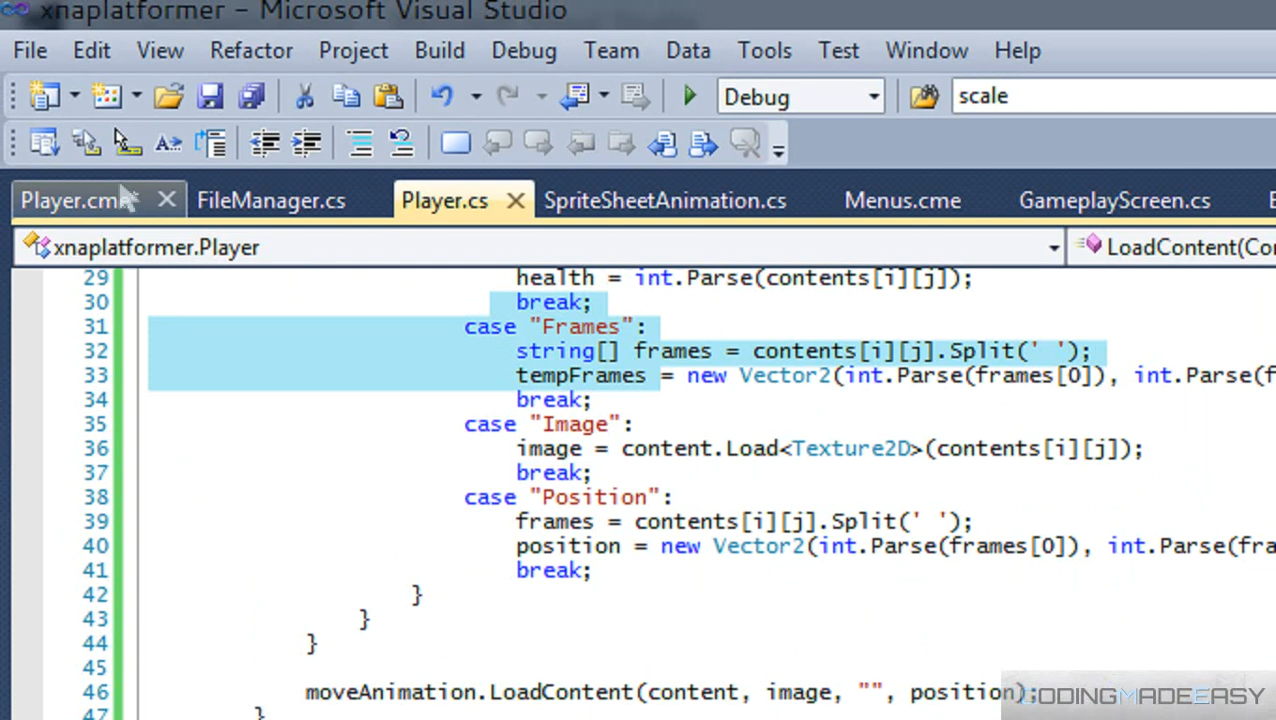 xnaplatformer - Microsoft Visual Studio
File Edit View Refactor Project Build Debug Team Data Tools Test Window Help
Debug scale
FileManager.cs Player.cs SpriteSheetAnimation.cs Menus.cme GameplayScreen.cs
xnaplatformer.Player LoadContent(Co
29 health = int.Parse(contents[i][j]);
30 break;
31 case "Frames":
32 string[] frames = contents[i][j].Split(' ');
33 tempFrames = new Vector2(int.Parse(frames[0]), int.Parse(f
34 break;
35 case "Image":
36 image = content.Load<Texture2D>(contents[i][j]);
37 break;
38 case "Position":
39 frames = contents[i][j].Split(' ');
40 position = new Vector2(int.Parse(frames[0]), int.Parse(fra
41 break;
42 }
43 }
44 }
45
46 moveAnimation.LoadContent(content, image, "", position);
47 }
CODINGMADEEASY